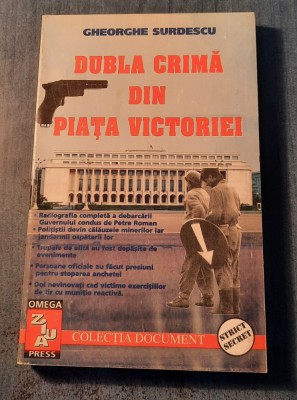 GHEORGHE SURDESCU
DUBLA CRIMĂ
DIN
PIAȚA VICTORIEI
• Radiografia completă a debarcării
Guvernului condus de Petre Roman
• Polițiștii devin călăuzele minerilor iar
jandarmii ospătarii lor
• Trupele de elită au fost depășite de
evenimente
• Persoane oficiale au făcut presiuni
pentru stoparea anchetei
• Doi nevinovați cad victime exercițiilor
de tir cu muniție reactivă.
OMEGA
ZIUA
PRESS
COLECȚIA DOCUMENT
STRICT
SECRET